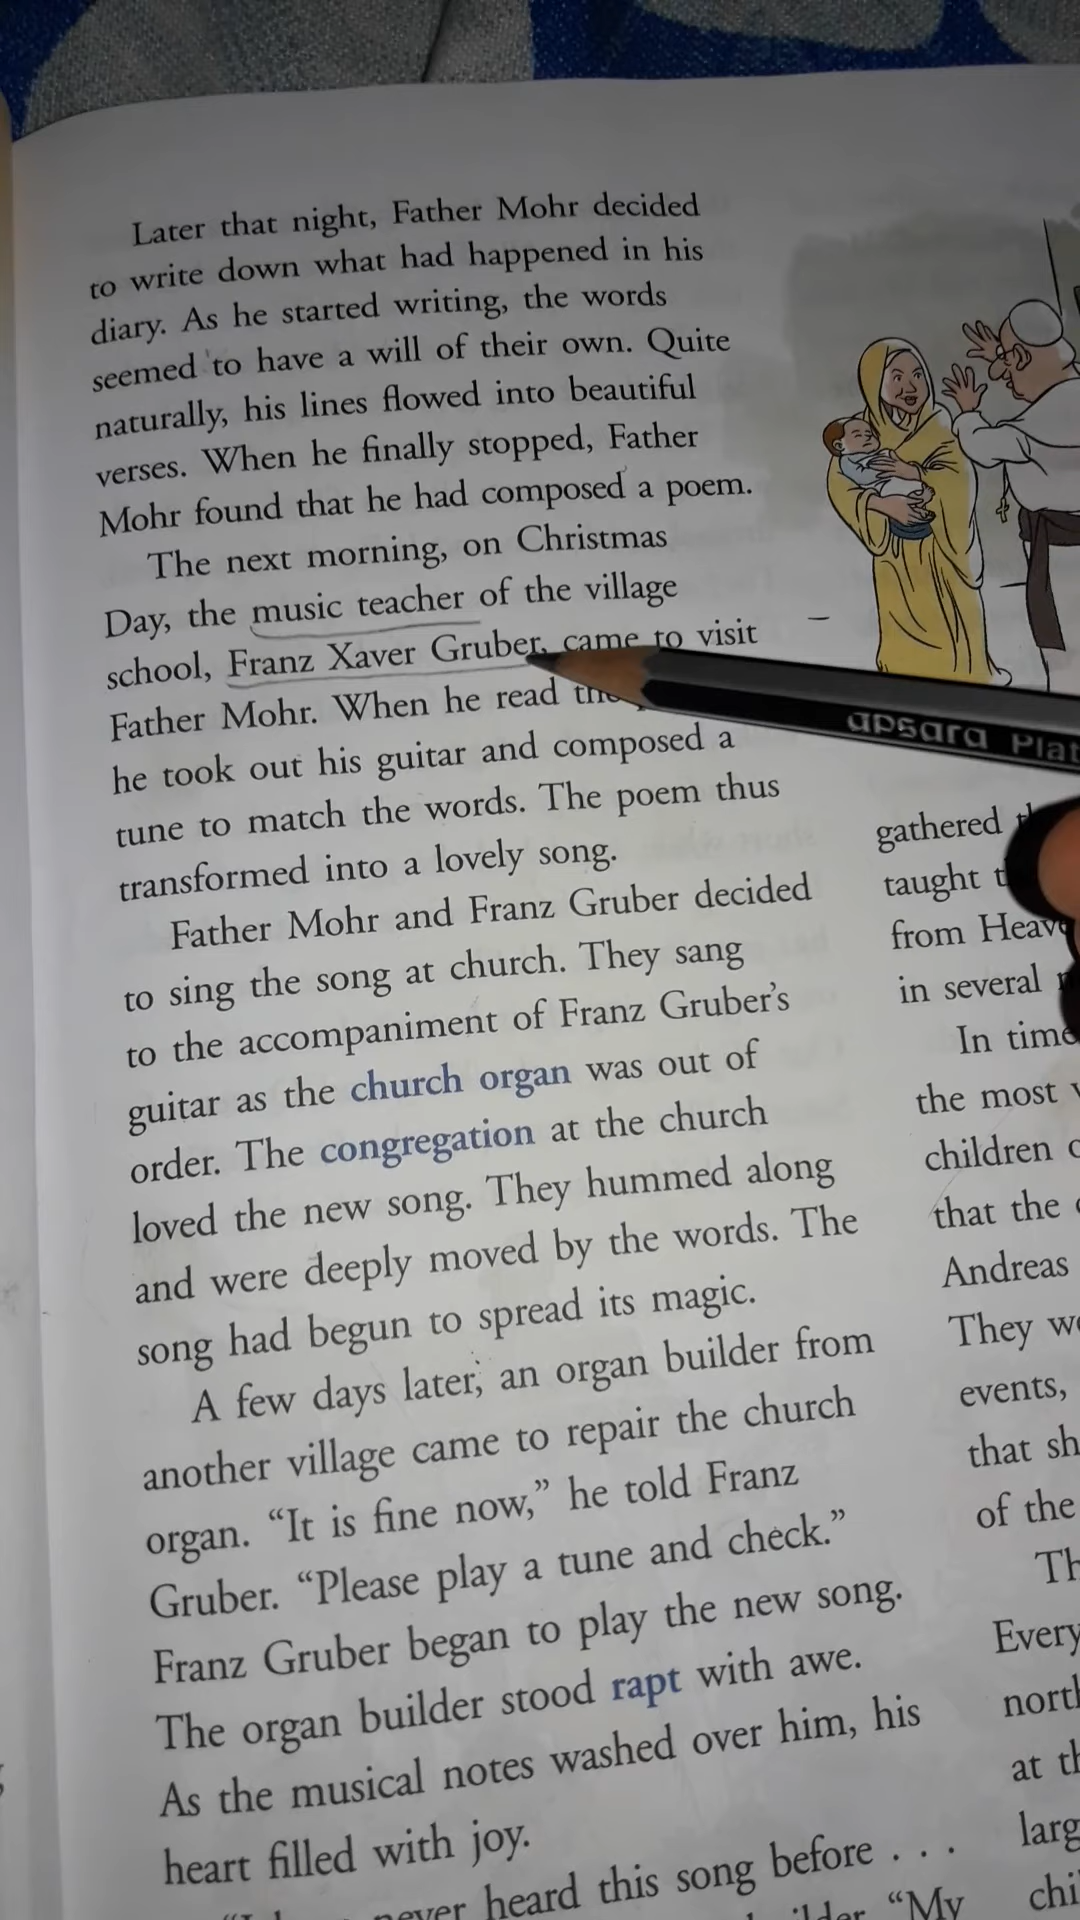 Later that night, Father Mohr decided
to write down what had happened in his
diary. As he started writing, the words
seemed to have a will of their own. Quite
naturally, his lines flowed into beautiful
verses. When he finally stopped, Father
Mohr found that he had composed a poem.
The next morning, on Christmas
Day, the music teacher of the village
school, Franz Xaver Gruber, came to visit
Father Mohr. When he read
he took out his guitar and composed a
tune to match the words. The poem thus
transformed into a lovely song.
Father Mohr and Franz Gruber decided
to sing the song at church. They sang
to the accompaniment of Franz Gruber's
guitar as the church organ was out of
order. The congregation at the church
loved the new song. They hummed along
and were deeply moved by the words. The
song had begun to spread its magic.
A few days later, an organ builder from
another village came to repair the church
organ. “It is fine now,” he told Franz
Gruber. “Please play a tune and check.”
Franz Gruber began to play the new song.
The organ builder stood rapt with awe.
As the musical notes washed over him, his
heart filled with joy.
never heard this song before . . .
“My
apsara
gathered
taught
from
in several
In time
the most
children
that the
Andreas
They
events,
that
of the
Every
at